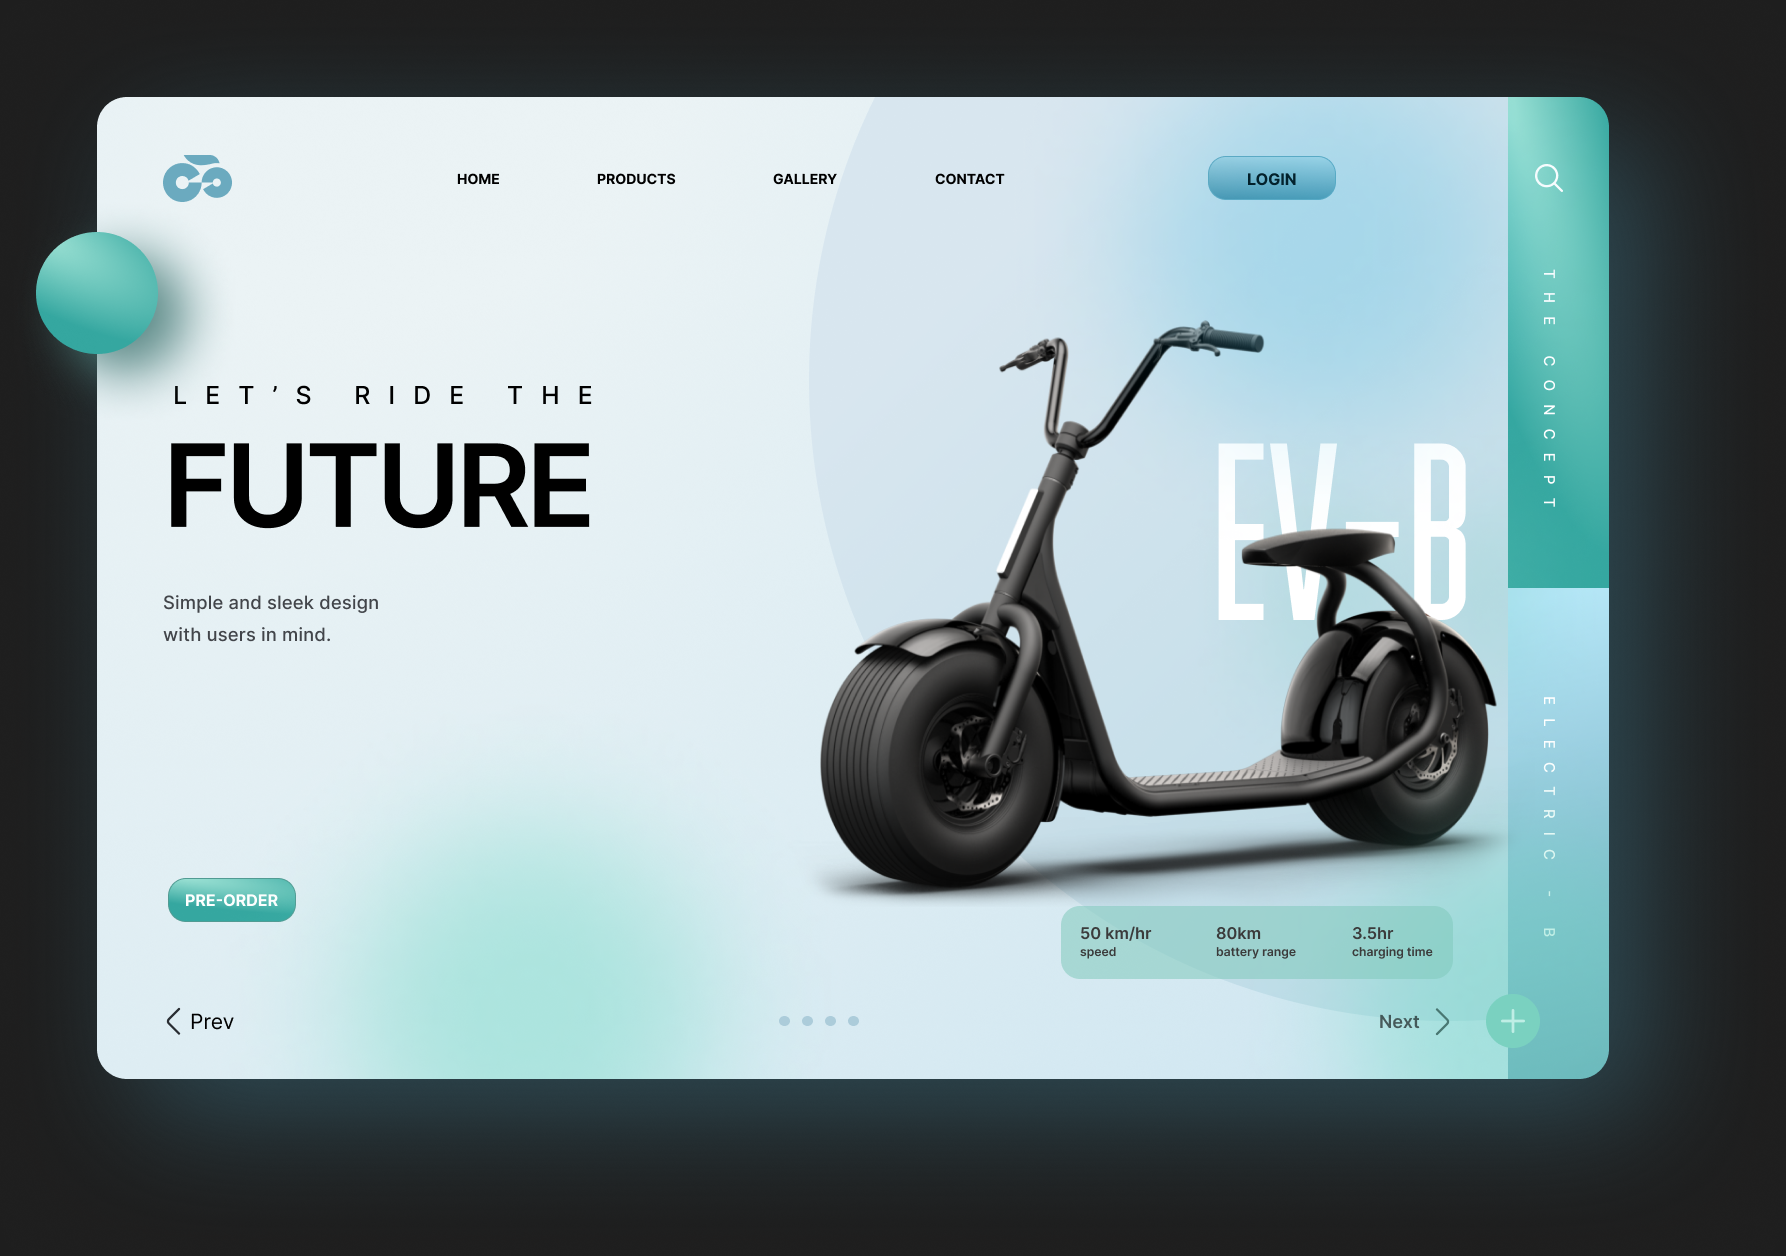 HOME
PRODUCTS
GALLERY
CONTACT
LOGIN
THE CONCEPT
LET’S RIDE THE
FUTURE
EV-B
Simple and sleek design
with users in mind.
ELECTRIC - B
PRE-ORDER
50 km/hr
speed
80km
battery range
3.5hr
charging time
Prev
Next